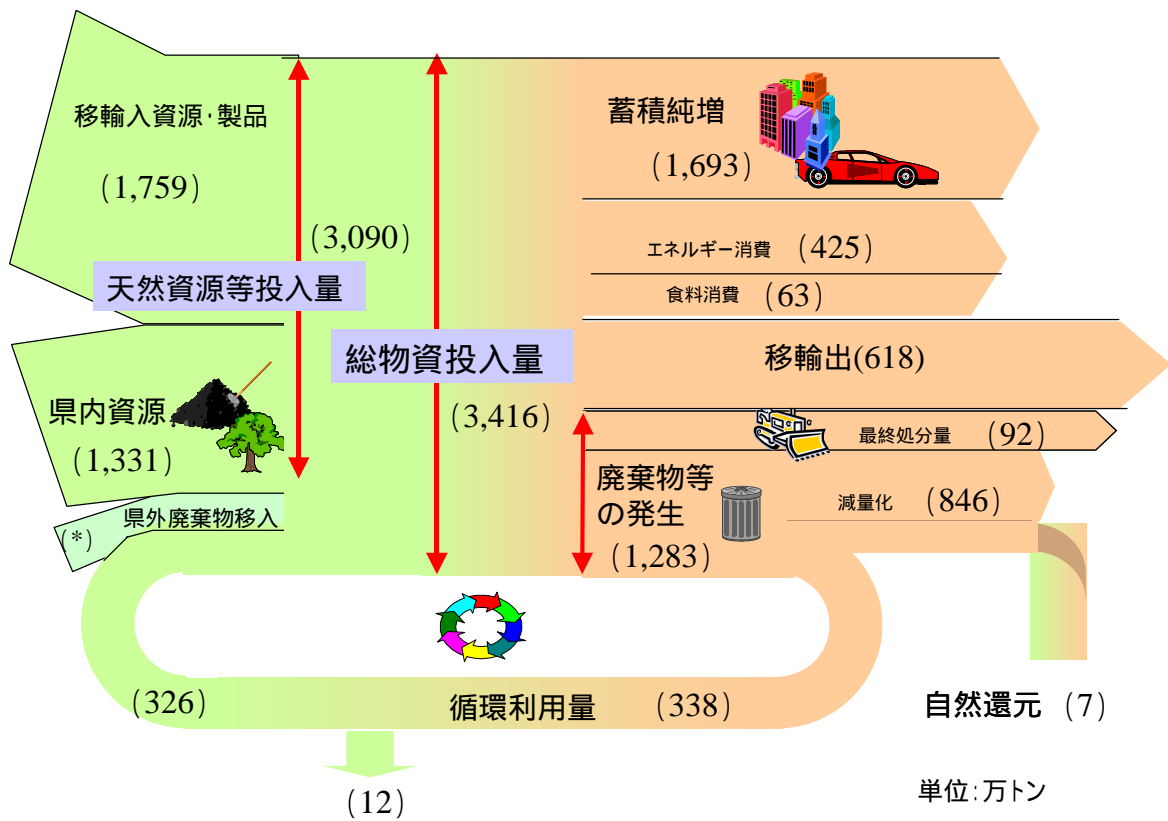 移輸入資源・製品
(1,759)
(3,090)
天然資源等投入量
県内資源
(1,331)
県外廃棄物移入
(*)
総物資投入量
(3,416)
蓄積純増
(1,693)
エネルギー消費 (425)
食料消費 (63)
移輸出(618)
最終処分量 (92)
廃棄物等
の発生
(1,283)
減量化 (846)
(326)
循環利用量 (338)
自然還元 (7)
(12)
単位:万トン